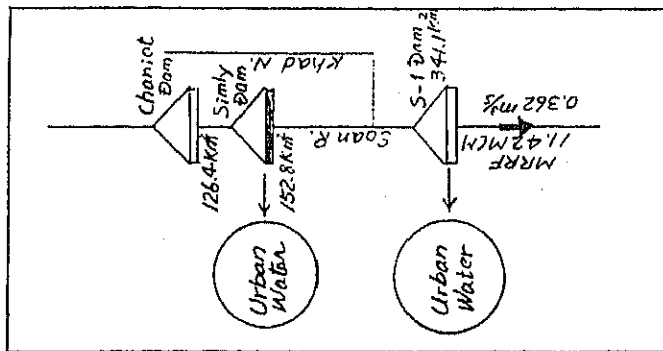 Chaniot
Dam
126.4 Km²
Simly
Dam
152.8 Km²
Khad N.
Soan R.
S-1 Dam
341.1 km²
MRRF
11.42 MCM
0.362 m³/s
Urban
Water
Urban
Water